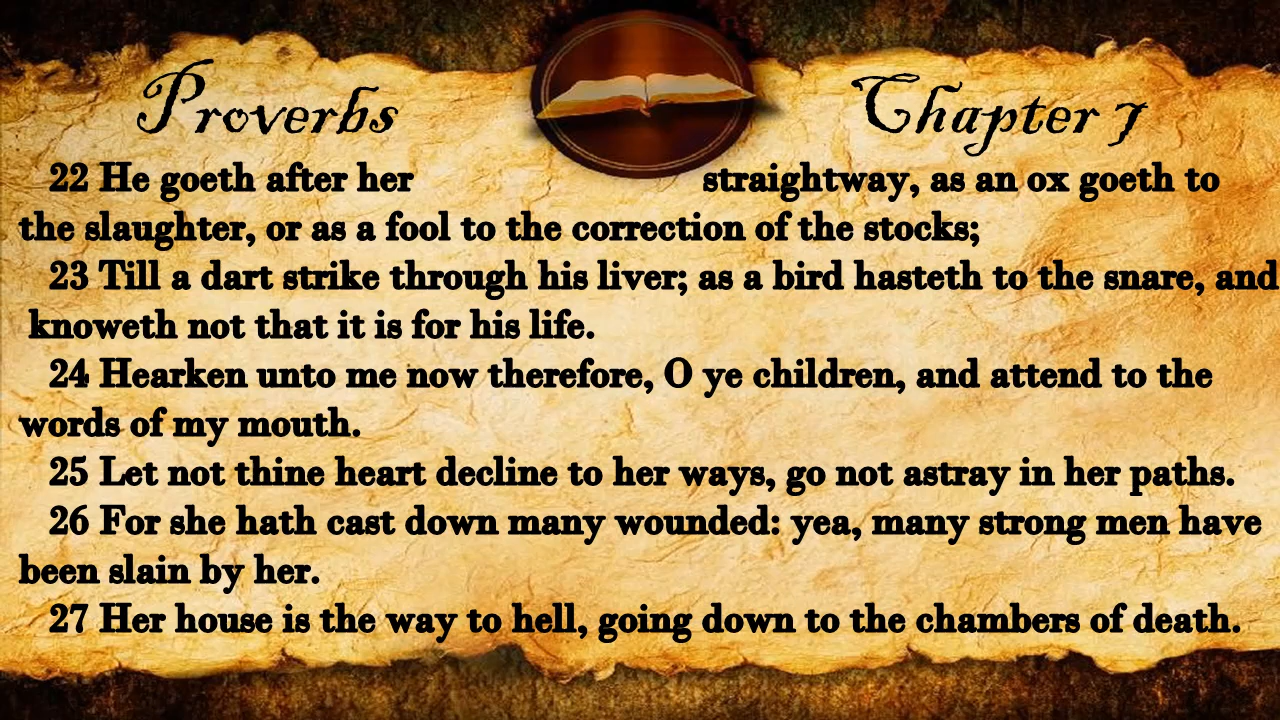 Proverbs Chapter 7
22 He goeth after her straightway, as an ox goeth to
the slaughter, or as a fool to the correction of the stocks;
23 Till a dart strike through his liver; as a bird hasteth to the snare, and
knoweth not that it is for his life.
24 Hearken unto me now therefore, O ye children, and attend to the
words of my mouth.
25 Let not thine heart decline to her ways, go not astray in her paths.
26 For she hath cast down many wounded: yea, many strong men have
been slain by her.
27 Her house is the way to hell, going down to the chambers of death.